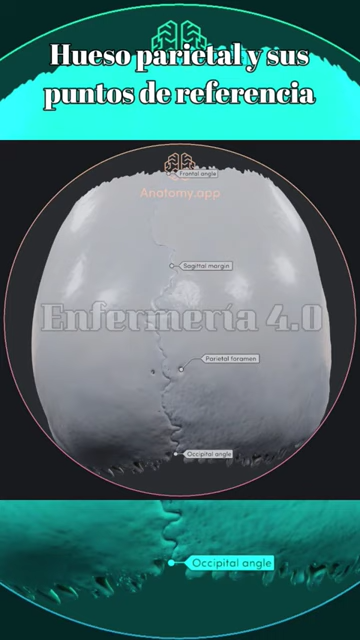 Hueso parietal y sus
puntos de referencia
Frontal angle
Anatomy.app
Sagittal margin
Enfermería 4.0
Parietal foramen
Occipital angle
Occipital angle